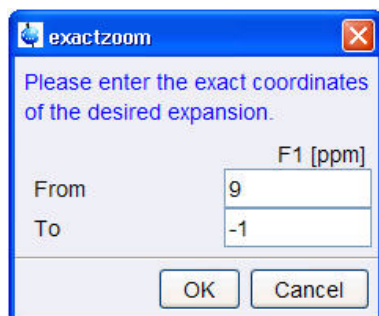 exactzoom
Please enter the exact coordinates
of the desired expansion.
F1 [ppm]
From 9
To -1
OK Cancel